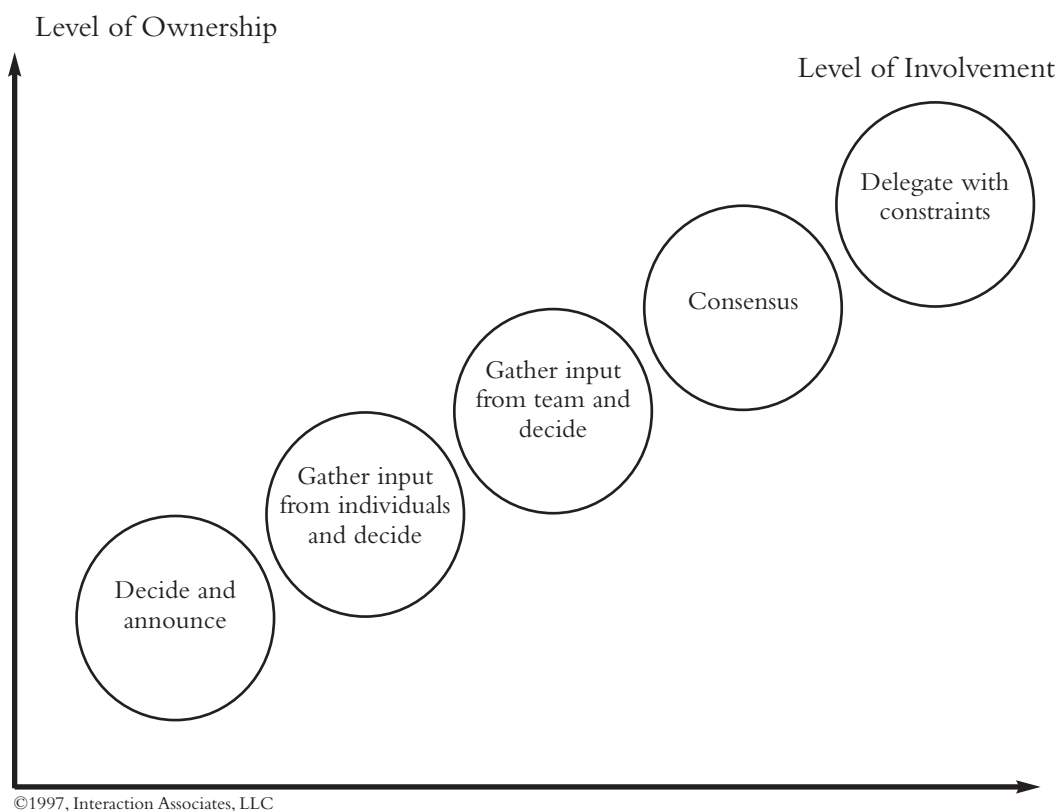 Level of Ownership
Level of Involvement
Delegate with
constraints
Consensus
Gather input
from team and
decide
Gather input
from individuals
and decide
Decide and
announce
©1997, Interaction Associates, LLC